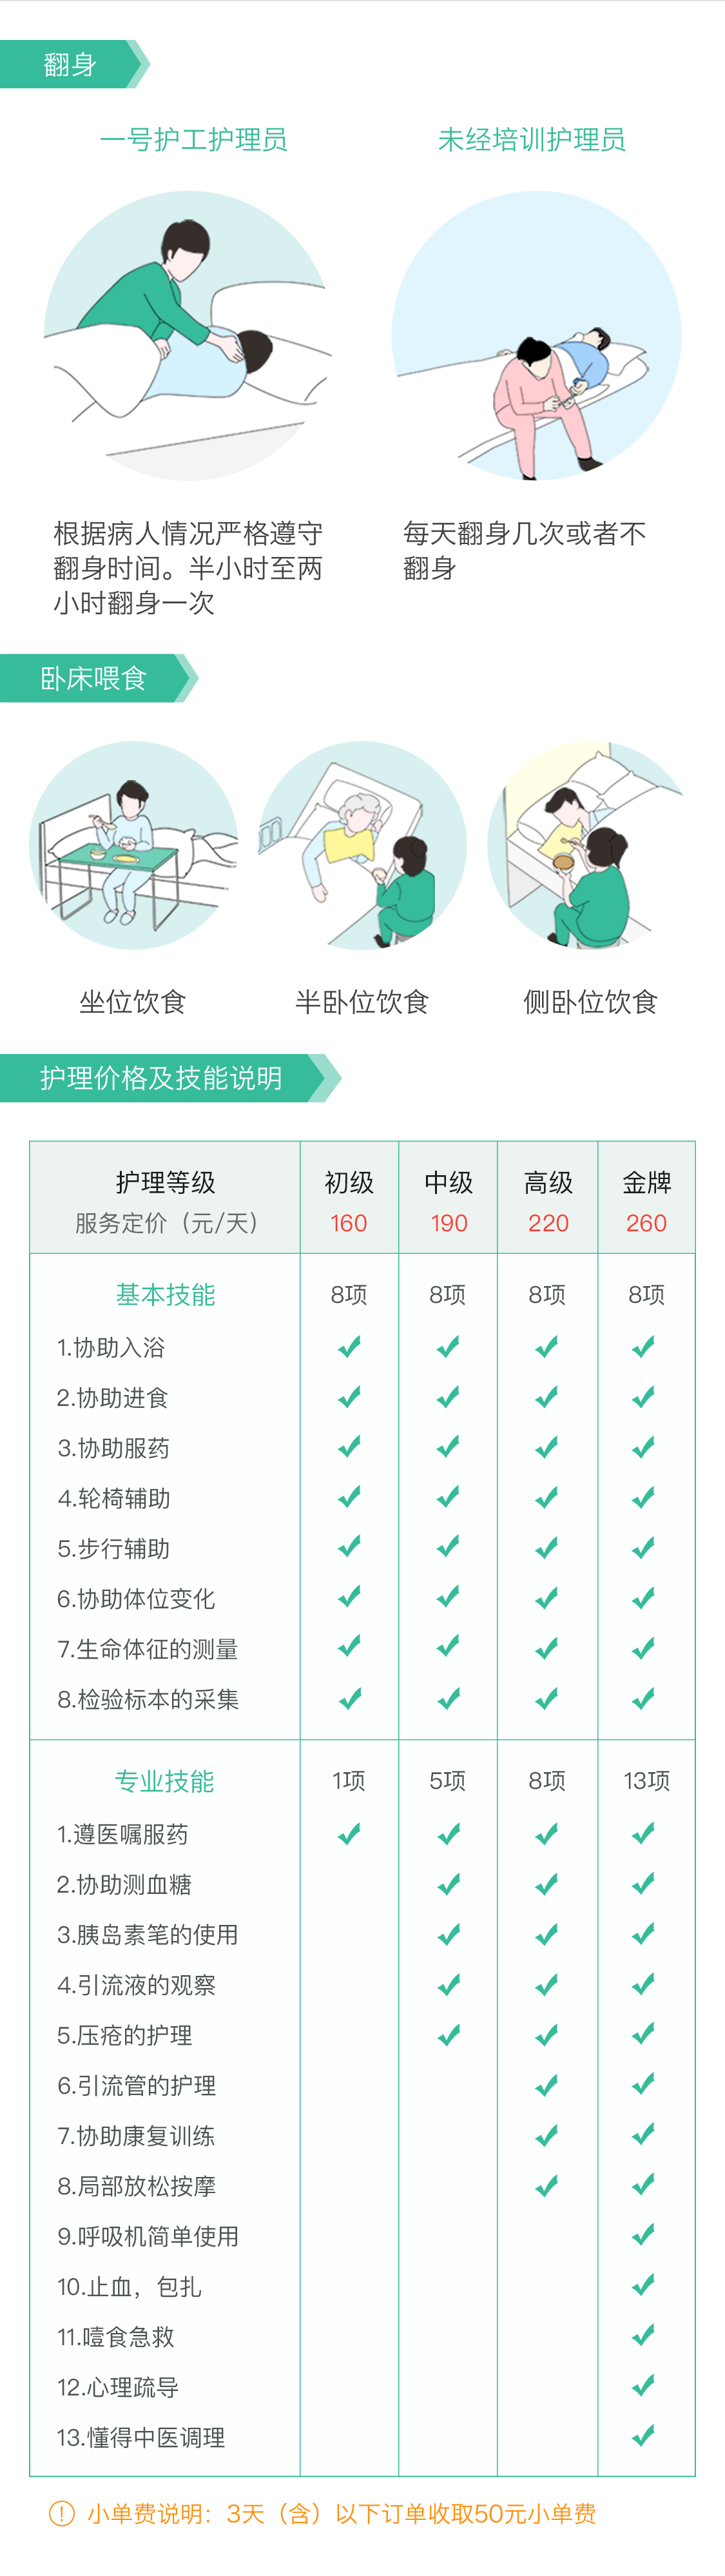 翻身
一号护工护理员 未经培训护理员
根据病人情况严格遵守
翻身时间。半小时至两
小时翻身一次
每天翻身几次或者不
翻身
卧床喂食
坐位饮食 半卧位饮食 侧卧位饮食
护理价格及技能说明
护理等级 初级 中级 高级 金牌
服务定价（元/天） 160 190 220 260
基本技能 8项 8项 8项 8项
1.协助入浴
2.协助进食
3.协助服药
4.轮椅辅助
5.步行辅助
6.协助体位变化
7.生命体征的测量
8.检验标本的采集
专业技能 1项 5项 8项 13项
1.遵医嘱服药
2.协助测血糖
3.胰岛素笔的使用
4.引流液的观察
5.压疮的护理
6.引流管的护理
7.协助康复训练
8.局部放松按摩
9.呼吸机简单使用
10.止血，包扎
11.噎食急救
12.心理疏导
13.懂得中医调理
小单费说明：3天（含）以下订单收取50元小单费